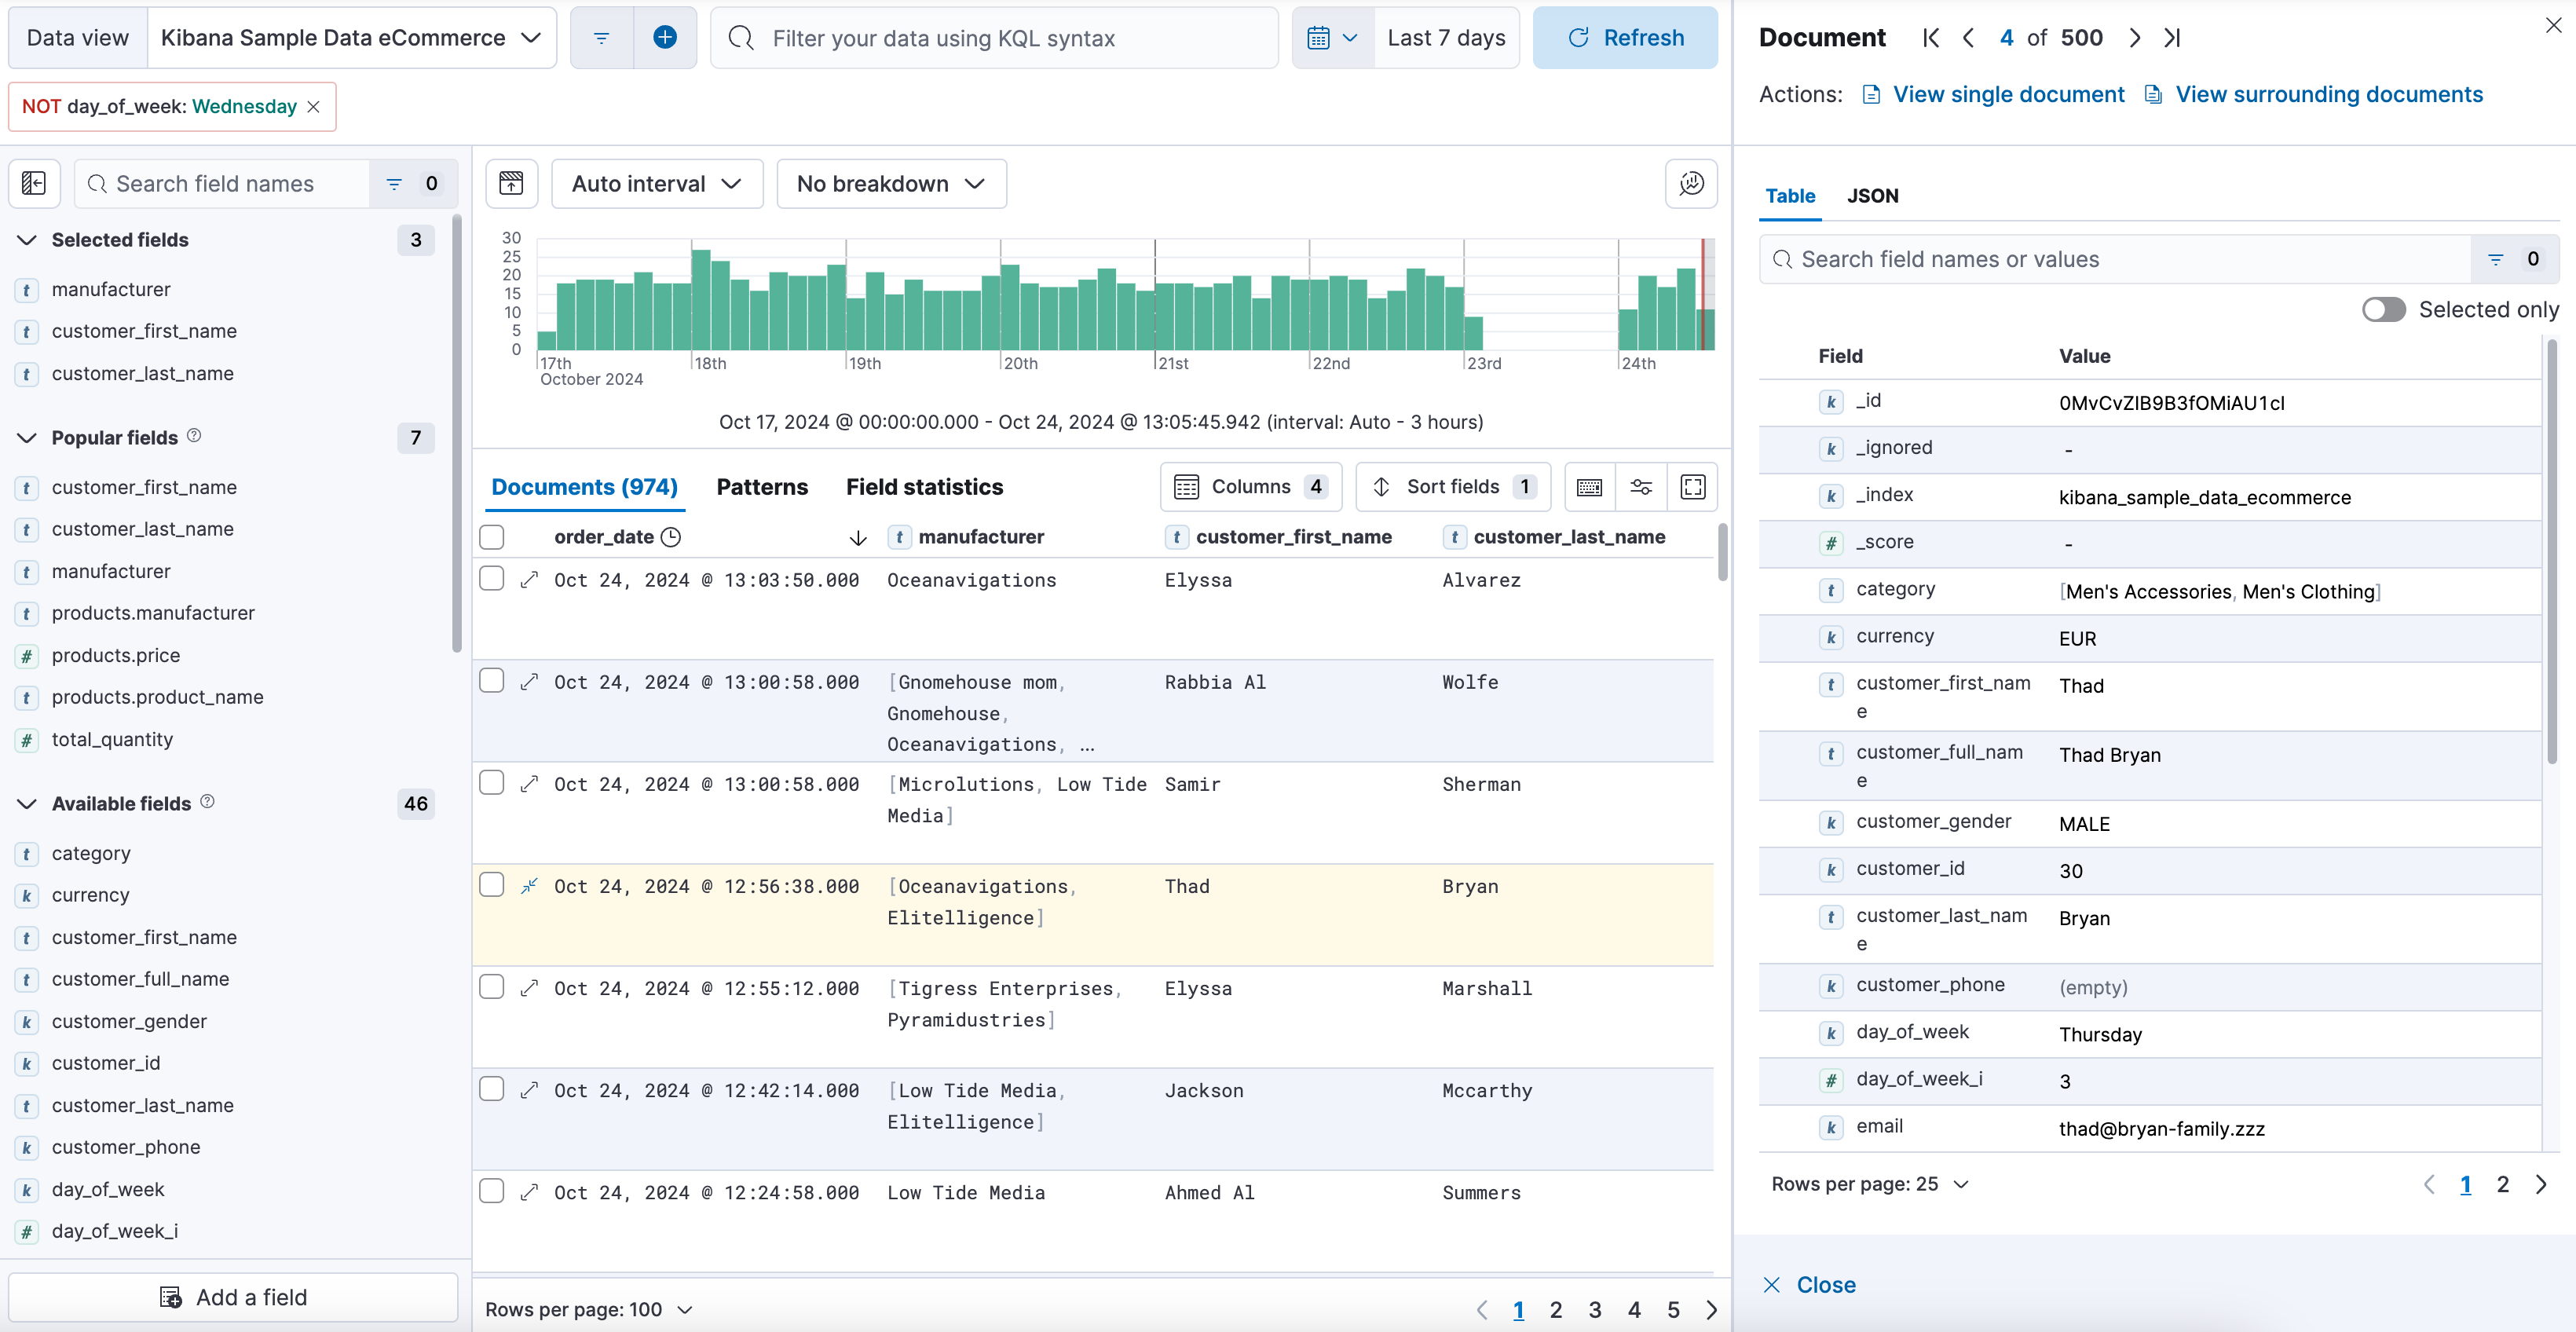 Data view
Kibana Sample Data eCommerce
Filter your data using KQL syntax
Last 7 days
Refresh
NOT day_of_week: Wednesday
Search field names
0
Selected fields
3
t manufacturer
t customer_first_name
t customer_last_name
Popular fields
7
t customer_first_name
t customer_last_name
t manufacturer
t products.manufacturer
# products.price
t products.product_name
# total_quantity
Available fields
46
t category
k currency
t customer_first_name
t customer_full_name
k customer_gender
k customer_id
t customer_last_name
k customer_phone
k day_of_week
# day_of_week_i
Add a field
Auto interval
No breakdown
30
25
20
15
10
5
0
17th
October 2024
18th
19th
20th
21st
22nd
23rd
24th
Oct 17, 2024 @ 00:00:00.000 - Oct 24, 2024 @ 13:05:45.942 (interval: Auto - 3 hours)
Documents (974)
Patterns
Field statistics
Columns 4
Sort fields 1
order_date
t manufacturer
t customer_first_name
t customer_last_name
Oct 24, 2024 @ 13:03:50.000
Oceanavigations
Elyssa
Alvarez
Oct 24, 2024 @ 13:00:58.000
[Gnomehouse mom,
Gnomehouse,
Oceanavigations, ...
Rabbia Al
Wolfe
Oct 24, 2024 @ 13:00:58.000
[Microlutions, Low Tide
Media]
Samir
Sherman
Oct 24, 2024 @ 12:56:38.000
[Oceanavigations,
Elitelligence]
Thad
Bryan
Oct 24, 2024 @ 12:55:12.000
[Tigress Enterprises,
Pyramidustries]
Elyssa
Marshall
Oct 24, 2024 @ 12:42:14.000
[Low Tide Media,
Elitelligence]
Jackson
Mccarthy
Oct 24, 2024 @ 12:24:58.000
Low Tide Media
Ahmed Al
Summers
Rows per page: 100
1 2 3 4 5
Document
4 of 500
Actions:
View single document
View surrounding documents
Table
JSON
Search field names or values
0
Selected only
Field
Value
k _id
0MvCvZIB9B3fOMiAU1cI
k _ignored
-
k _index
kibana_sample_data_ecommerce
# _score
-
t category
[Men's Accessories, Men's Clothing]
k currency
EUR
t customer_first_nam
e
Thad
t customer_full_nam
e
Thad Bryan
k customer_gender
MALE
k customer_id
30
t customer_last_nam
e
Bryan
k customer_phone
(empty)
k day_of_week
Thursday
# day_of_week_i
3
k email
thad@bryan-family.zzz
Rows per page: 25
1 2
Close